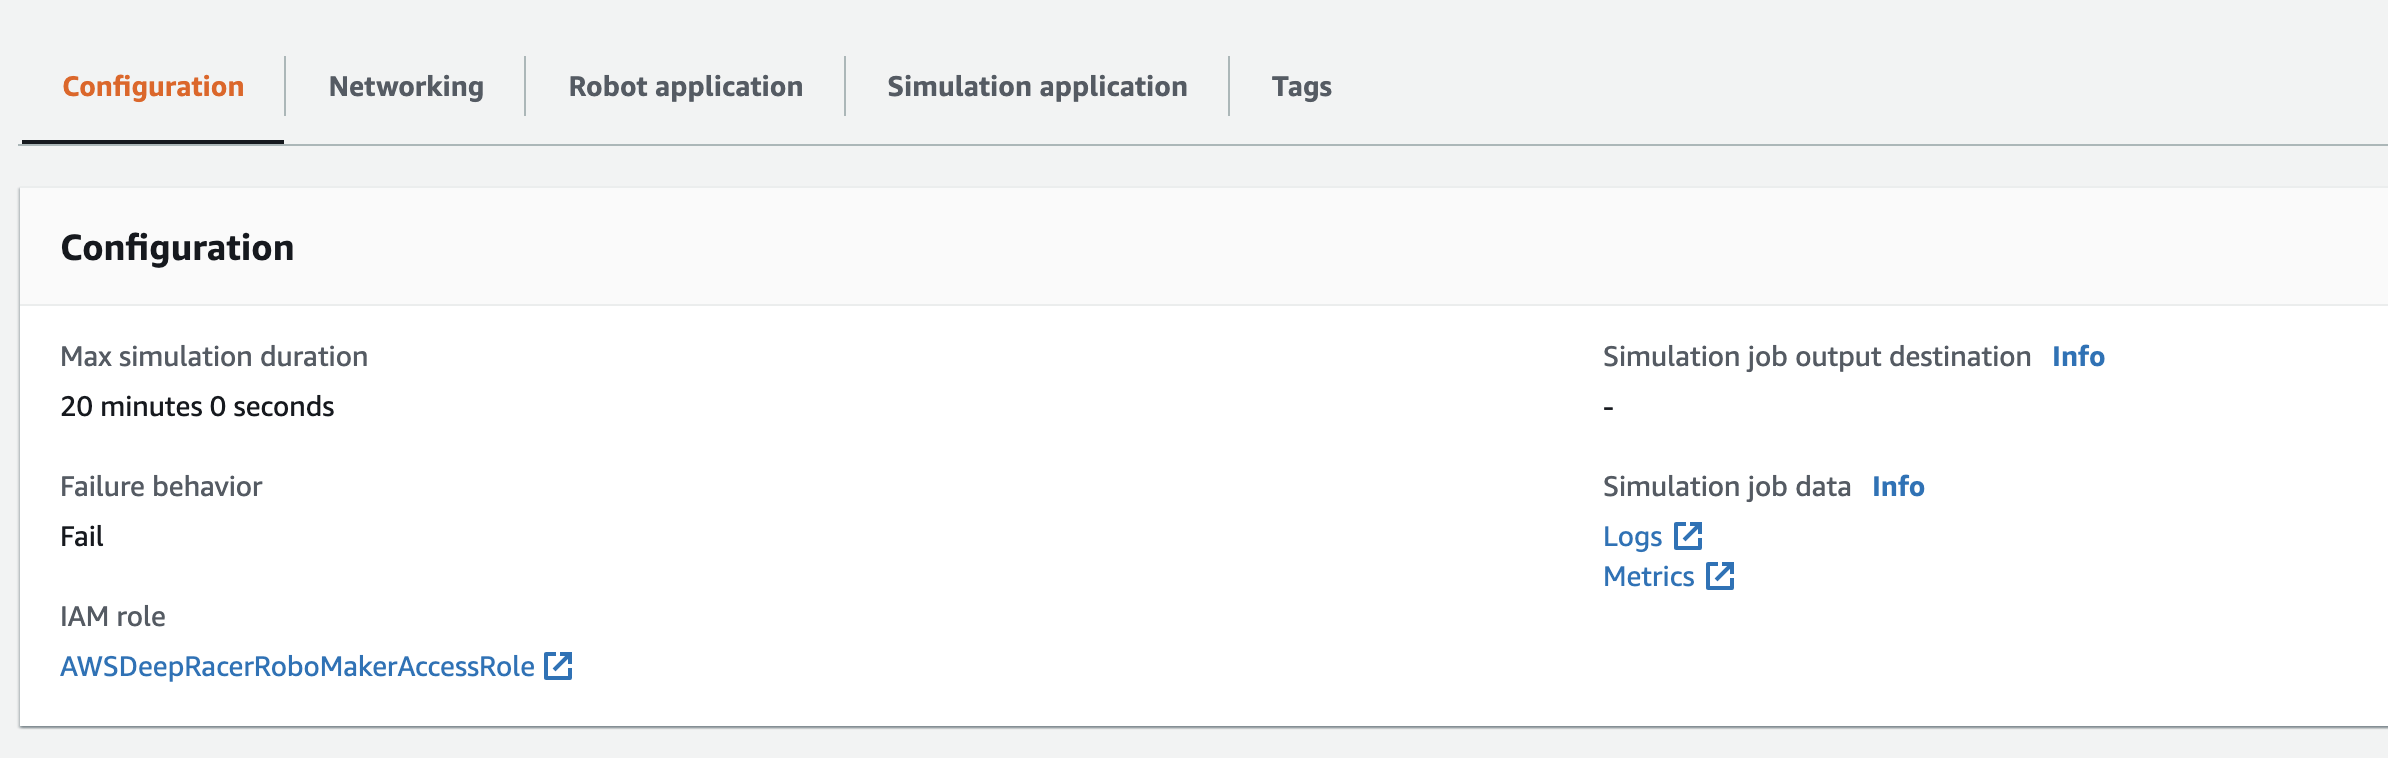 Configuration
Networking
Robot application
Simulation application
Tags
Configuration
Max simulation duration
20 minutes 0 seconds
Failure behavior
Fail
IAM role
AWSDeepRacerRoboMakerAccessRole
Simulation job output destination Info
-
Simulation job data Info
Logs
Metrics